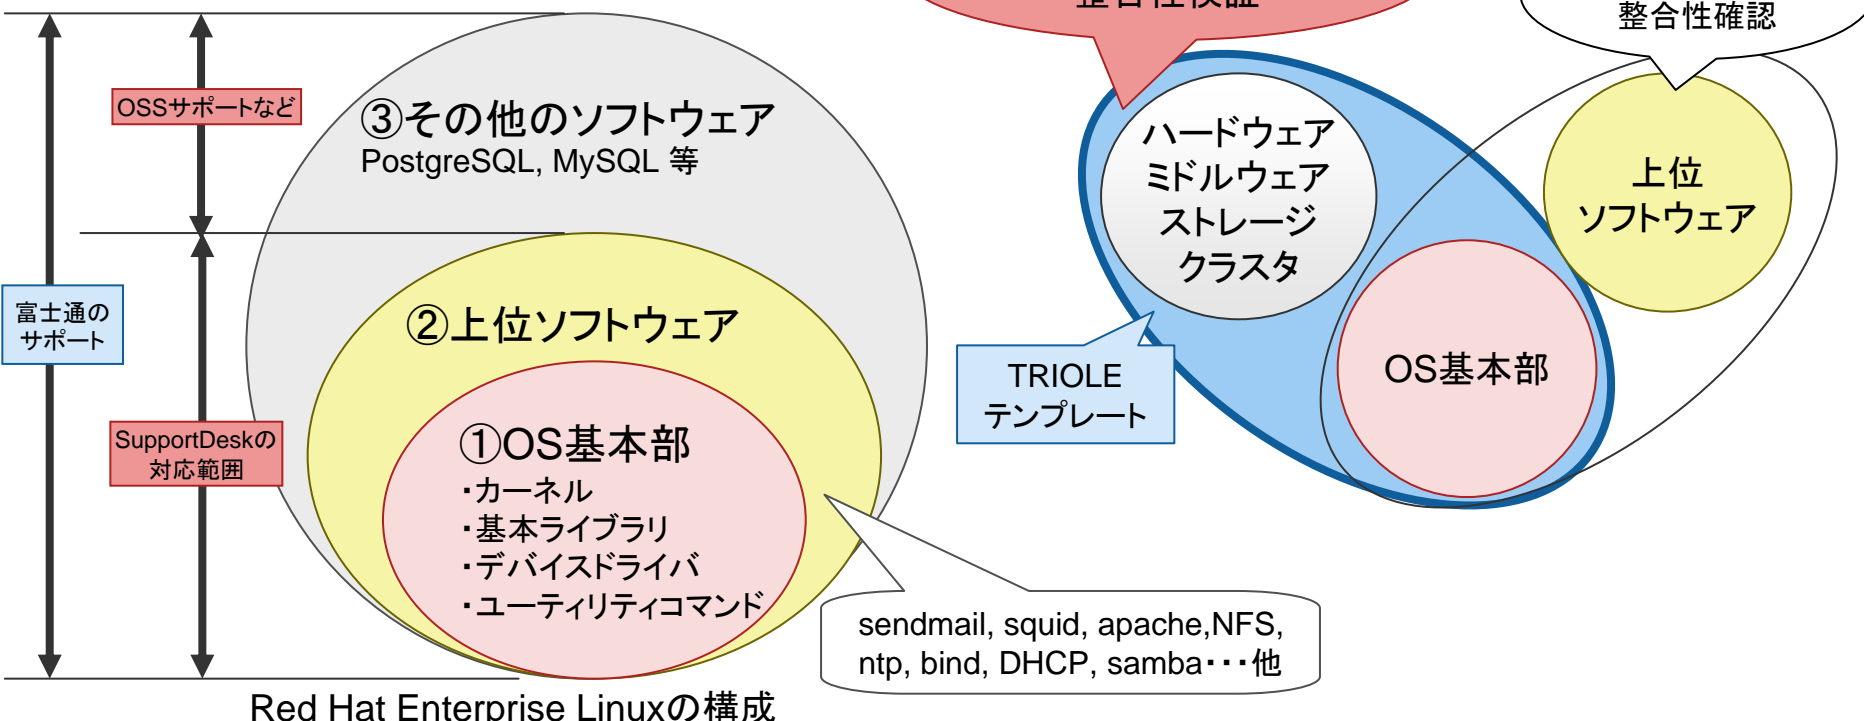 整合性検証
整合性確認
OSSサポートなど
③その他のソフトウェア
PostgreSQL, MySQL 等
富士通の
サポート
②上位ソフトウェア
SupportDeskの
対応範囲
①OS基本部
・カーネル
・基本ライブラリ
・デバイスドライバ
・ユーティリティコマンド
sendmail, squid, apache,NFS,
ntp, bind, DHCP, samba・・・他
Red Hat Enterprise Linuxの構成
ハードウェア
ミドルウェア
ストレージ
クラスタ
上位
ソフトウェア
OS基本部
TRIOLE
テンプレート